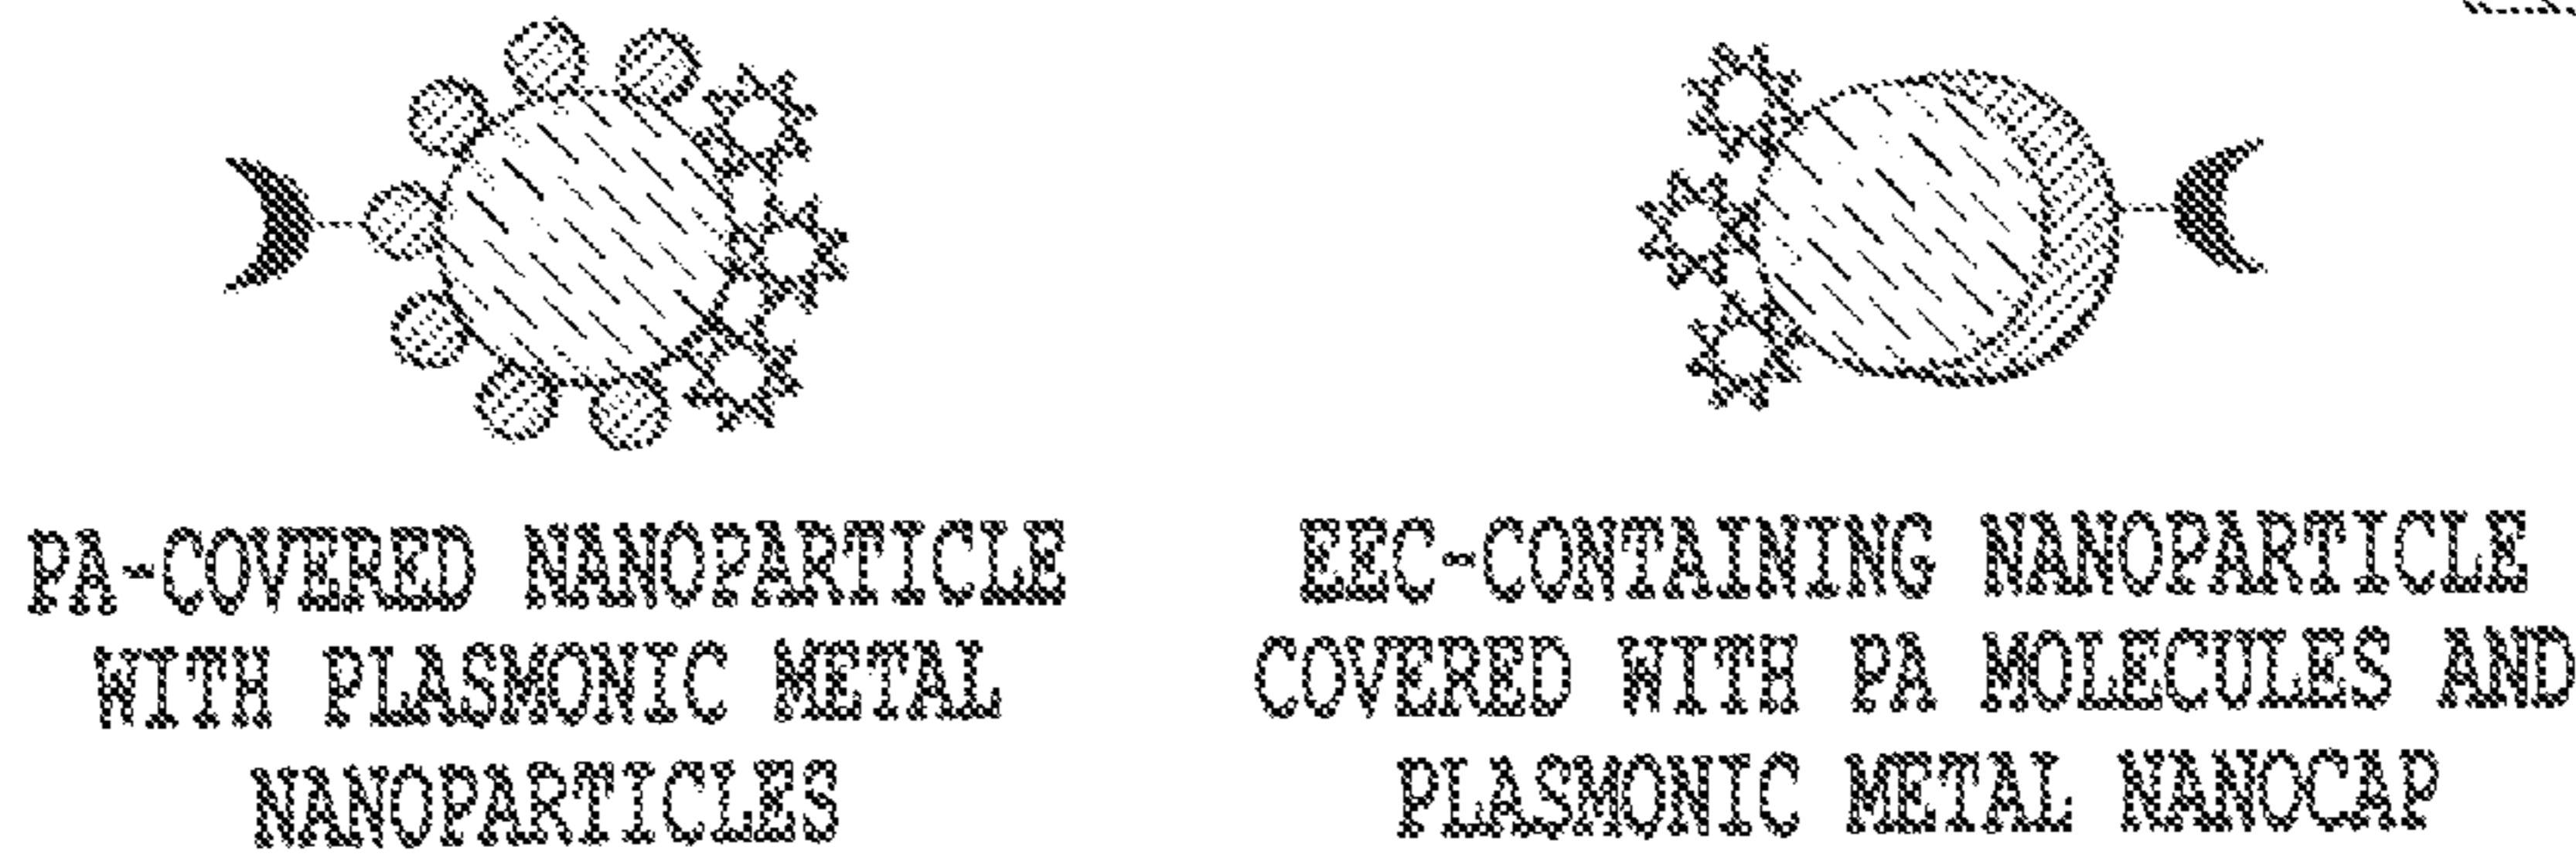 PA-COVERED NANOPARTICLE
WITH PLASMONIC METAL
NANOPARTICLES
EEC-CONTAINING NANOPARTICLE
COVERED WITH PA MOLECULES AND
PLASMONIC METAL NANOCAP